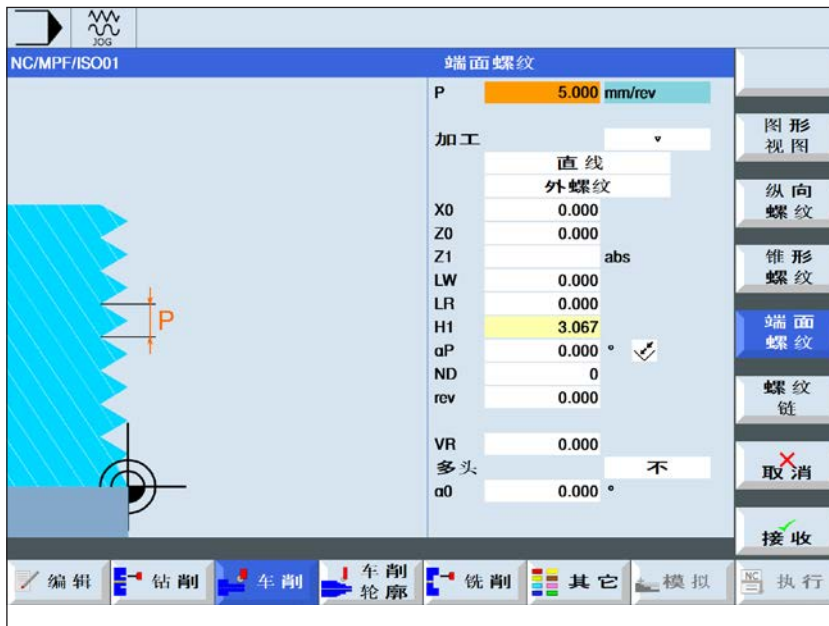 JOG
NC/MPF/ISO01
端面螺纹
P 5.000 mm/rev
加工 ▿
直线
外螺纹
X0 0.000
Z0 0.000
Z1 abs
LW 0.000
LR 0.000
H1 3.067
αP 0.000 °
ND 0
rev 0.000
VR 0.000
多头 不
α0 0.000 °
P
图形
视图
纵向
螺纹
锥形
螺纹
端面
螺纹
螺纹
链
取消
接收
编辑
钻削
车削
车削
轮廓
铣削
其它
模拟
NC
执行